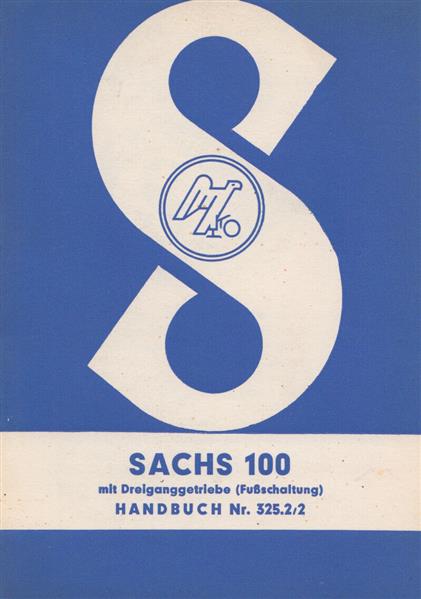 S
SACHS 100
mit Dreiganggetriebe (Fußschaltung)
HANDBUCH Nr. 325.2/2